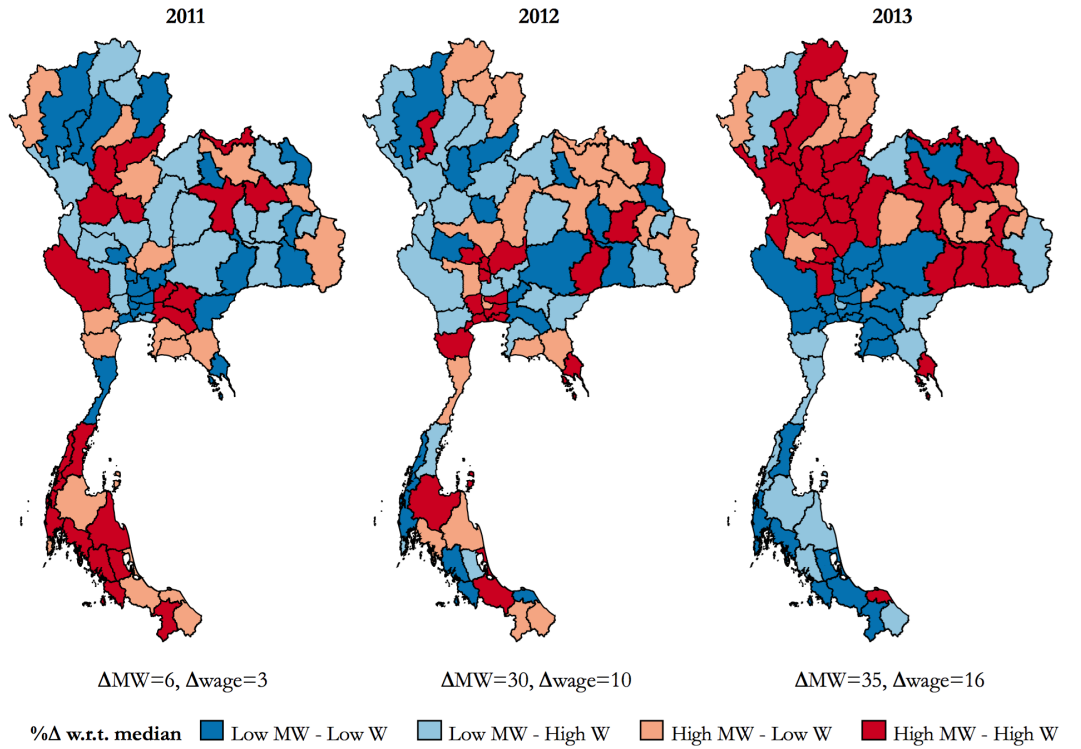 2011 2012 2013
ΔMW=6, Δwage=3 ΔMW=30, Δwage=10 ΔMW=35, Δwage=16
%Δ w.r.t. median Low MW - Low W Low MW - High W High MW - Low W High MW - High W